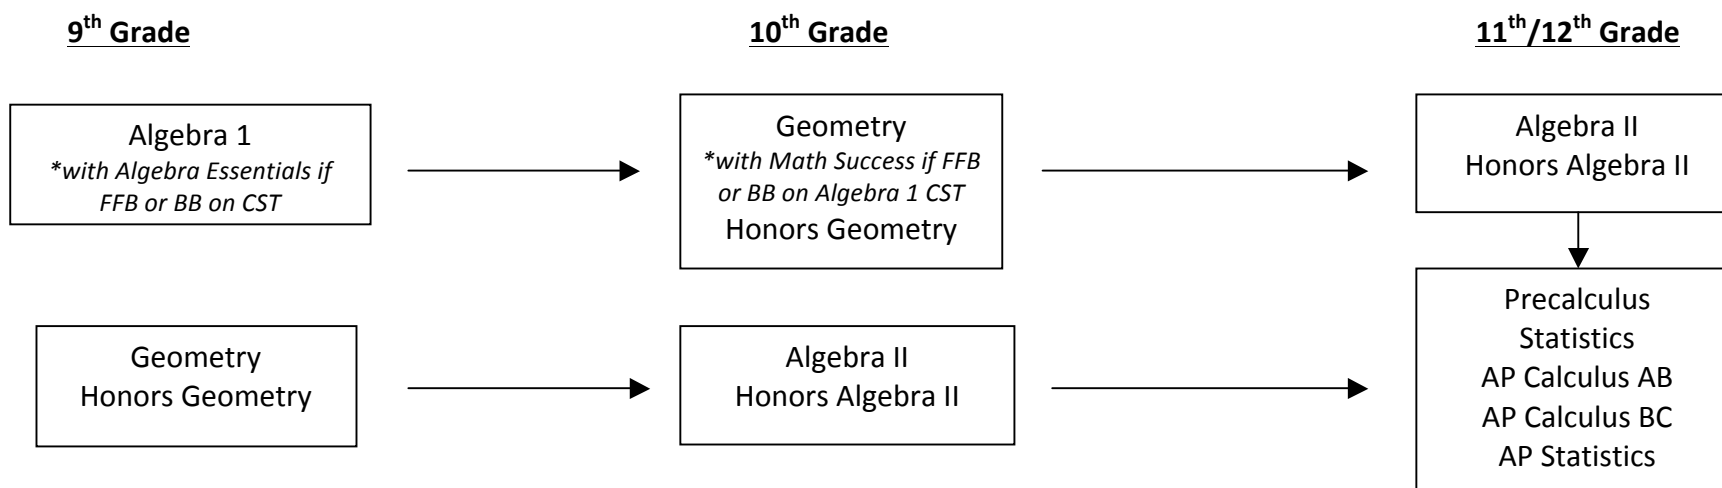 9th Grade
10th Grade
11th/12th Grade
Algebra 1
*with Algebra Essentials if
FFB or BB on CST
Geometry
*with Math Success if FFB
or BB on Algebra 1 CST
Honors Geometry
Algebra II
Honors Algebra II
Geometry
Honors Geometry
Algebra II
Honors Algebra II
Precalculus
Statistics
AP Calculus AB
AP Calculus BC
AP Statistics